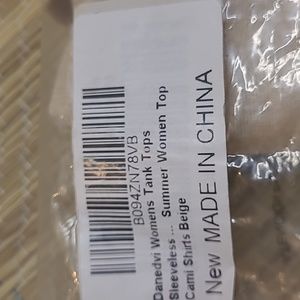 B094ZN78VB
Danedvi Womens Tank Tops
Sleeveless ... Summer Women Top
Cami Shirts Beige
New MADE IN CHINA